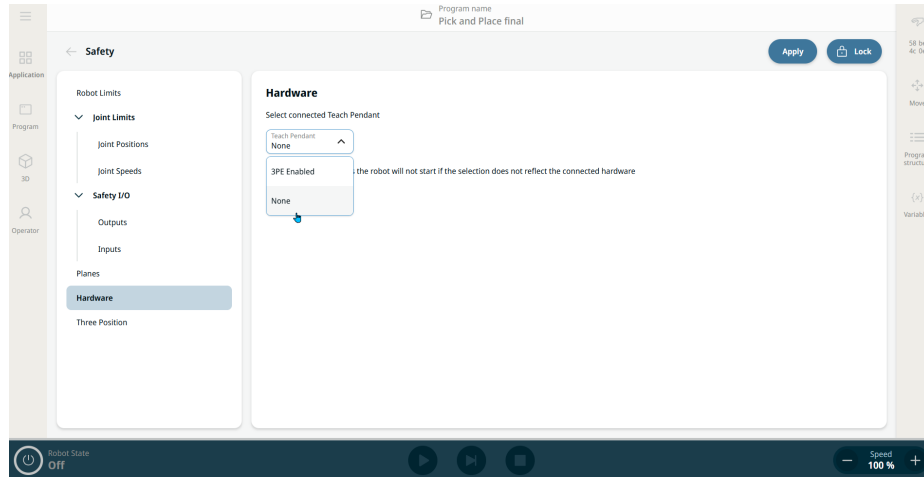 Program name
Pick and Place final
Safety
Apply
Lock
Application
Program
3D
Operator
Robot Limits
Joint Limits
Joint Positions
Joint Speeds
Safety I/O
Outputs
Inputs
Planes
Hardware
Three Position
Hardware
Select connected Teach Pendant
Teach Pendant
None
3PE Enabled
the robot will not start if the selection does not reflect the connected hardware
None
58
4c
Move
{x}
Robot State
Off
Speed
100 %